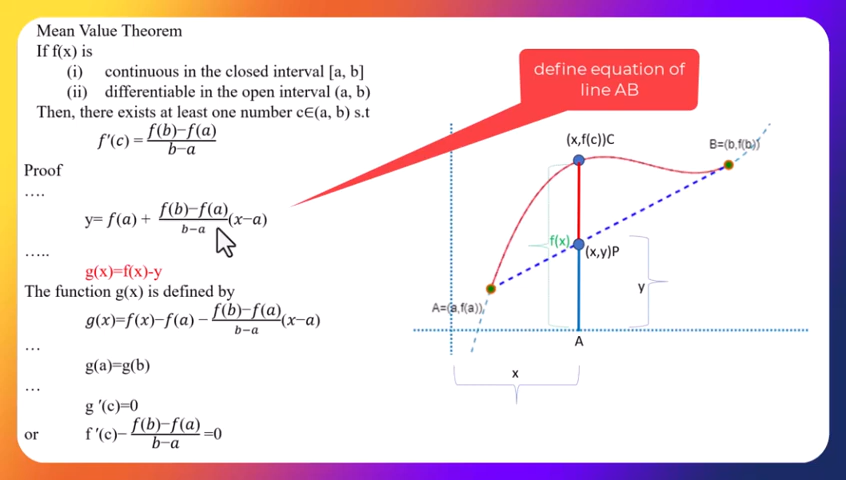 Mean Value Theorem
If f(x) is
(i) continuous in the closed interval [a, b]
(ii) differentiable in the open interval (a, b)
Then, there exists at least one number c∈(a, b) s.t
f'(c) = f(b)−f(a)
b−a
Proof
....
y= f(a) + f(b)−f(a)(x−a)
b−a
.....
g(x)=f(x)-y
The function g(x) is defined by
g(x)=f(x)−f(a) − f(b)−f(a)(x−a)
b−a
...
g(a)=g(b)
...
g '(c)=0
or f '(c)− f(b)−f(a) =0
b−a
define equation of
line AB
(x,f(c))C
B=(b,f(b))
f(x)
(x,y)P
y
A=(a,f(a))
A
x